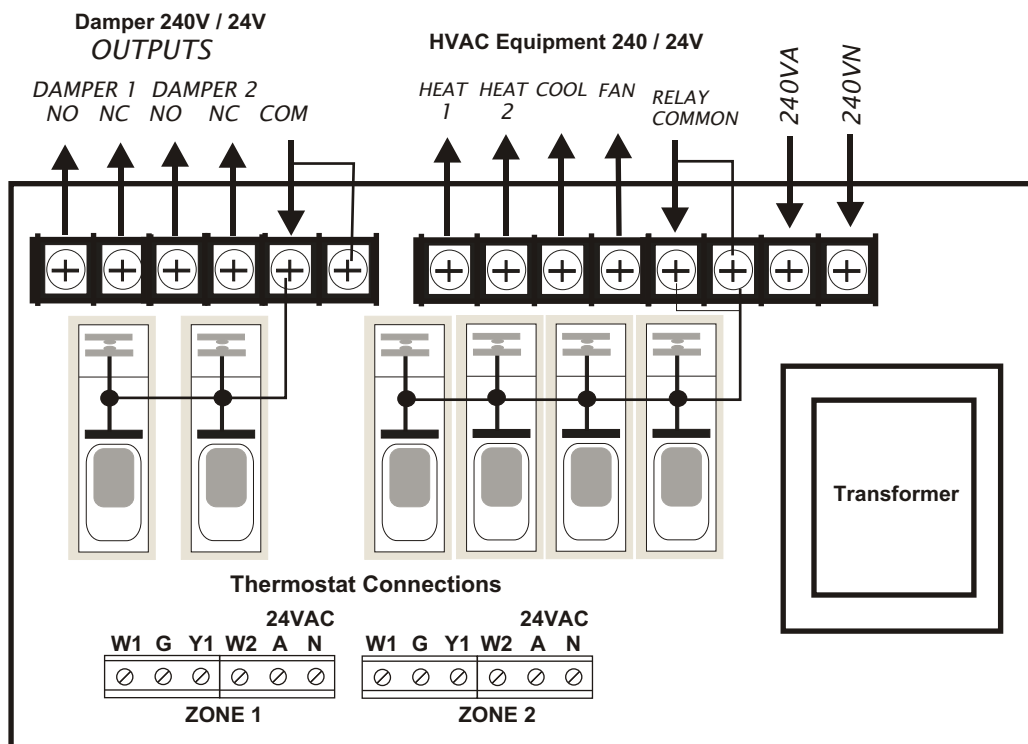 Damper 240V / 24V
OUTPUTS
DAMPER 1 DAMPER 2
NO NC NO NC COM
HVAC Equipment 240 / 24V
HEAT 1
HEAT 2
COOL
FAN
RELAY
COMMON
240VA
240VN
Transformer
Thermostat Connections
24VAC
W1 G Y1 W2 A N
ZONE 1
24VAC
W1 G Y1 W2 A N
ZONE 2